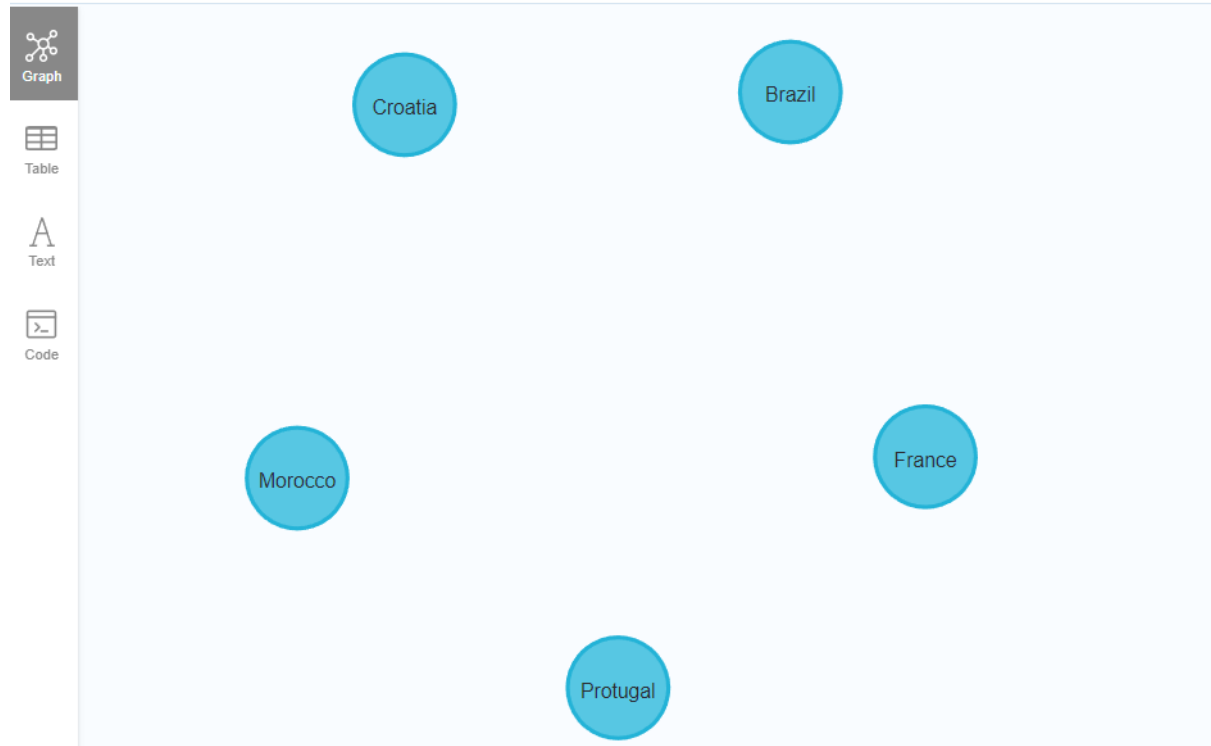 Graph
Table
Text
Code
Croatia
Brazil
Morocco
France
Protugal